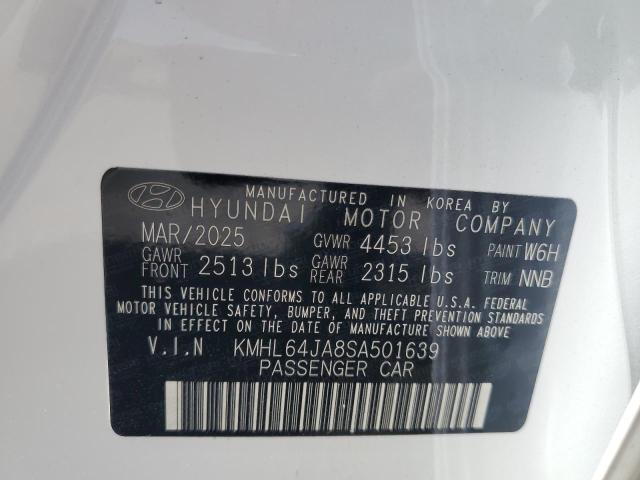 MANUFACTURED IN KOREA BY
HYUNDAI MOTOR COMPANY
MAR/2025 GVWR 4453 lbs PAINT W6H
GAWR FRONT 2513 lbs GAWR REAR 2315 lbs TRIM NNB
THIS VEHICLE CONFORMS TO ALL APPLICABLE U.S.A. FEDERAL
MOTOR VEHICLE SAFETY, BUMPER, AND THEFT PREVENTION STANDARDS
IN EFFECT ON THE DATE OF MANUFACTURE SHOWN ABOVE.
V.I.N KMHL64JA8SA501639
PASSENGER CAR